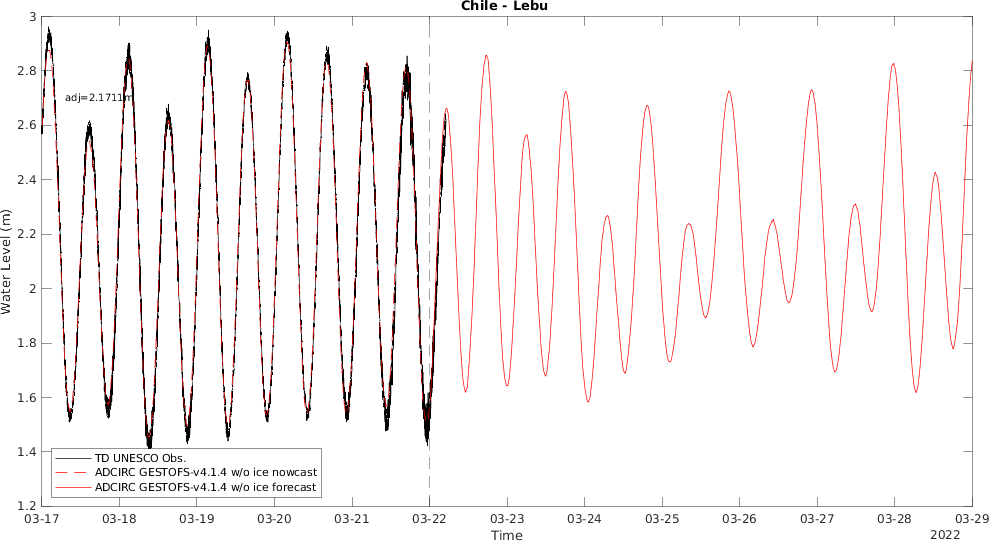 Chile - Lebu
3
2.8
2.6
2.4
2.2
2
1.8
1.6
1.4
1.2
Water Level (m)
adj=2.1711m
TD UNESCO Obs.
ADCIRC GESTOFS-v4.1.4 w/o ice nowcast
ADCIRC GESTOFS-v4.1.4 w/o ice forecast
03-17 03-18 03-19 03-20 03-21 03-22 03-23 03-24 03-25 03-26 03-27 03-28 03-29
Time
2022